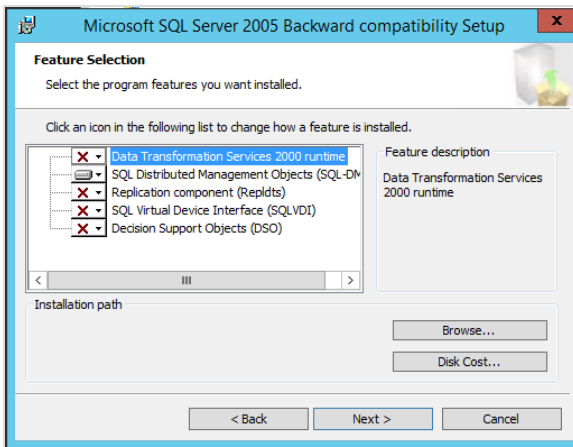 Microsoft SQL Server 2005 Backward compatibility Setup
Feature Selection
Select the program features you want installed.
Click an icon in the following list to change how a feature is installed.
Data Transformation Services 2000 runtime
SQL Distributed Management Objects (SQL-DM
Replication component (Repldts)
SQL Virtual Device Interface (SQLVDI)
Decision Support Objects (DSO)
Feature description
Data Transformation Services
2000 runtime
Installation path
Browse...
Disk Cost...
< Back
Next >
Cancel